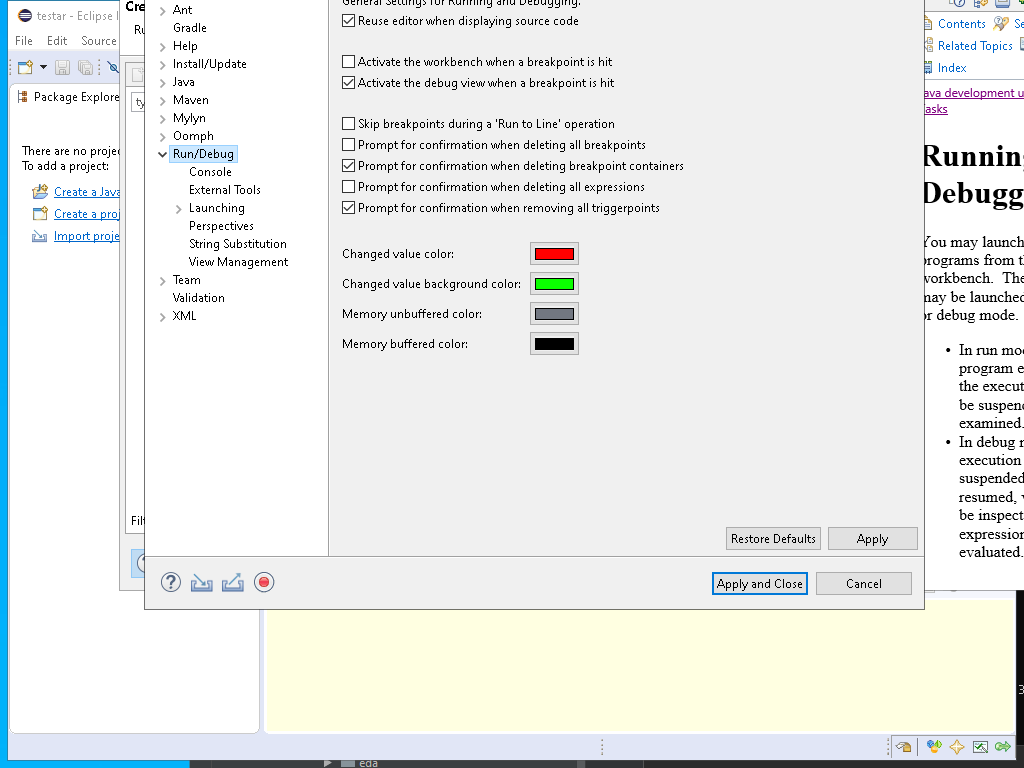 testar - Eclipse I
File Edit Source
Package Explore
There are no projec
To add a project:
Create a Java
Create a proj
Import proje
Cre
Ru
ty
Filt
Ant
Gradle
Help
Install/Update
Java
Maven
Mylyn
Oomph
Run/Debug
Console
External Tools
Launching
Perspectives
String Substitution
View Management
Team
Validation
XML
General Settings for Running and Debugging.
Reuse editor when displaying source code
Activate the workbench when a breakpoint is hit
Activate the debug view when a breakpoint is hit
Skip breakpoints during a 'Run to Line' operation
Prompt for confirmation when deleting all breakpoints
Prompt for confirmation when deleting breakpoint containers
Prompt for confirmation when deleting all expressions
Prompt for confirmation when removing all triggerpoints
Changed value color:
Changed value background color:
Memory unbuffered color:
Memory buffered color:
Restore Defaults Apply
Apply and Close Cancel
Contents Se
Related Topics
Index
ava development u
asks
Running
Debugg
You may launch
programs from th
workbench. The
may be launched
or debug mode.
• In run mod
program e
the execut
be suspend
examined.
• In debug m
execution
suspended
resumed, v
be inspect
expression
evaluated.
3
eda